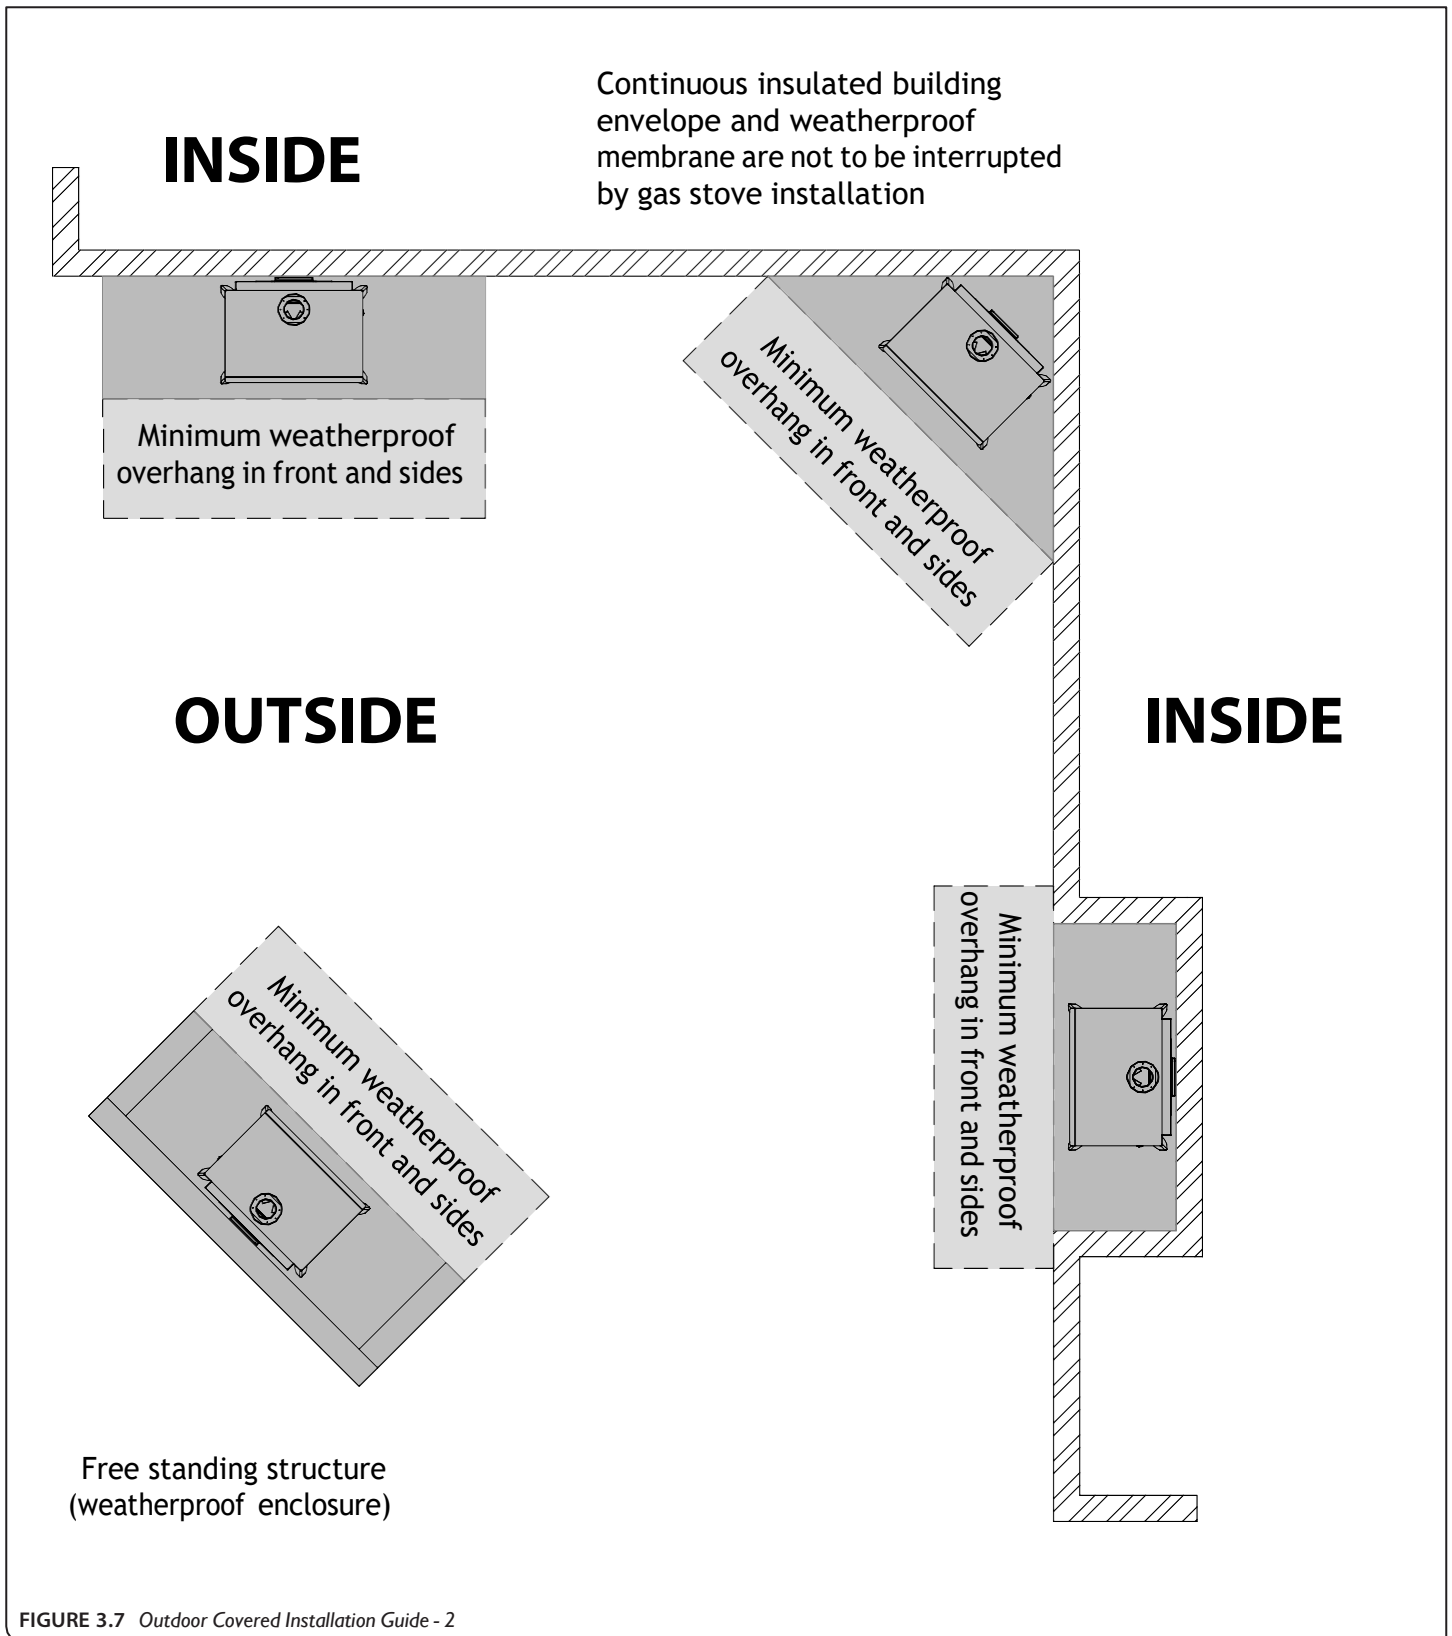 Continuous insulated building
envelope and weatherproof
membrane are not to be interrupted
by gas stove installation
INSIDE
Minimum weatherproof
overhang in front and sides
Minimum weatherproof
overhang in front and sides
OUTSIDE
INSIDE
Minimum weatherproof
overhang in front and sides
Minimum weatherproof
overhang in front and sides
Free standing structure
(weatherproof enclosure)
FIGURE 3.7 Outdoor Covered Installation Guide - 2